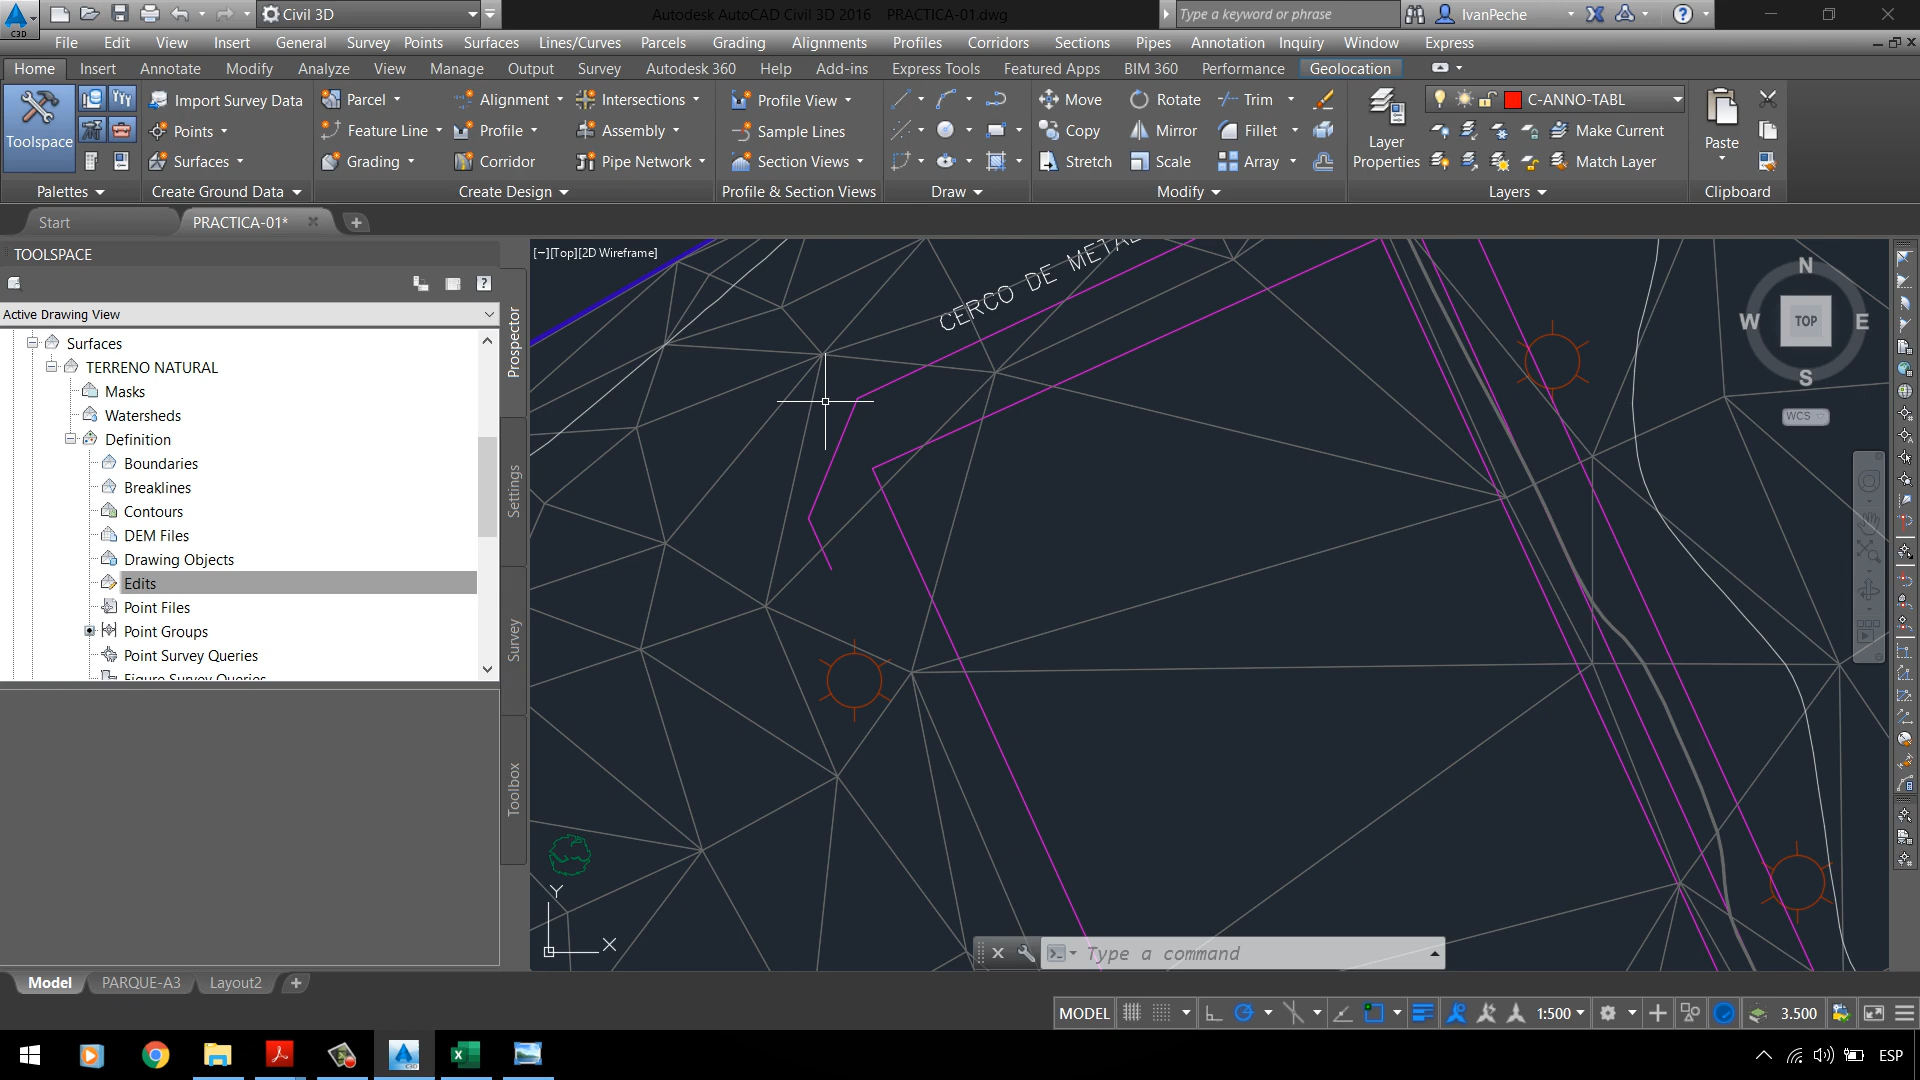 C3D
Civil 3D
Autodesk AutoCAD Civil 3D 2016 PRACTICA-01.dwg
Type a keyword or phrase
IvanPeche
File Edit View Insert General Survey Points Surfaces Lines/Curves Parcels Grading Alignments Profiles Corridors Sections Pipes Annotation Inquiry Window Express
Home Insert Annotate Modify Analyze View Manage Output Survey Autodesk 360 Help Add-ins Express Tools Featured Apps BIM 360 Performance Geolocation
Import Survey Data Parcel Alignment Intersections Profile View Move Rotate Trim C-ANNO-TABL
Toolspace Points Feature Line Profile Assembly Sample Lines Copy Mirror Fillet Layer Properties Make Current Paste
Surfaces Grading Corridor Pipe Network Section Views Stretch Scale Array Match Layer
Palettes Create Ground Data Create Design Profile & Section Views Draw Modify Layers Clipboard
Start PRACTICA-01*
TOOLSPACE
Active Drawing View
Surfaces
TERRENO NATURAL
Masks
Watersheds
Definition
Boundaries
Breaklines
Contours
DEM Files
Drawing Objects
Edits
Point Files
Point Groups
Point Survey Queries
Figure Survey Queries
Prospector
Settings
Survey
Toolbox
[−][Top][2D Wireframe]
CERCO DE METAL
N
W TOP E
S
WCS
Y
X
Type a command
Model PARQUE-A3 Layout2
MODEL 1:500 3.500
ESP